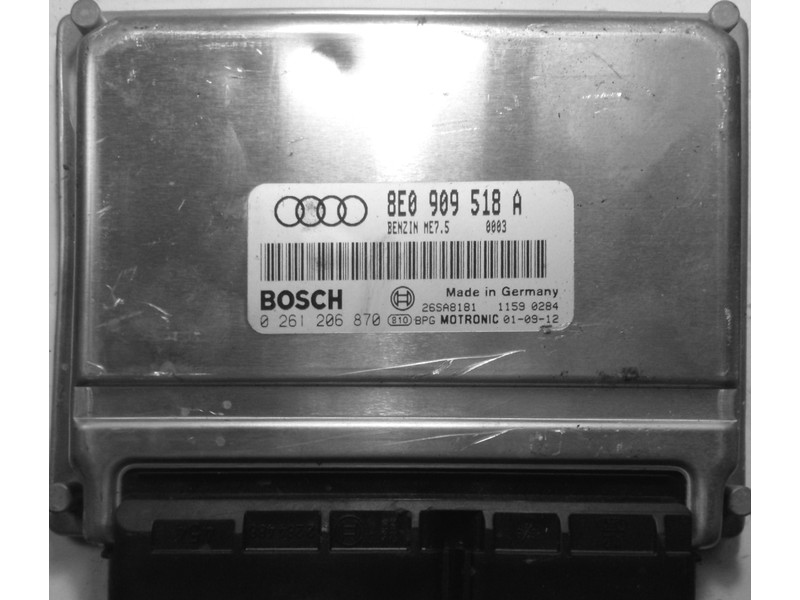 8E0 909 518 A
BENZIN ME7.5 0003
BOSCH Made in Germany
26SA8181 1159 0284
0 261 206 870 810 BPG MOTRONIC 01-09-12